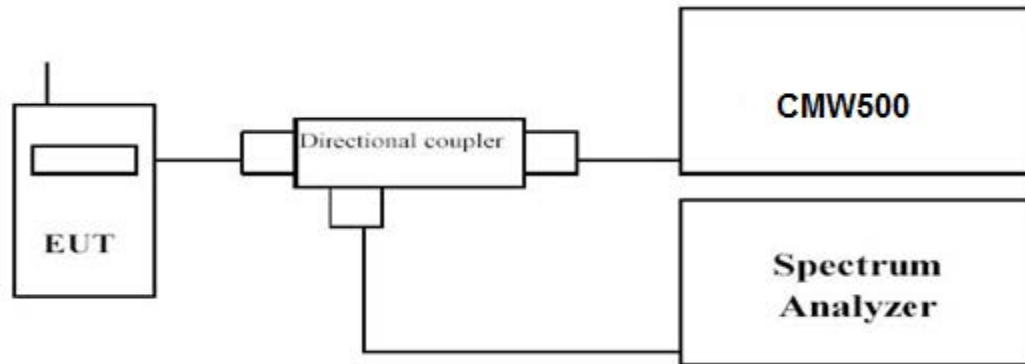 Directional coupler
CMW500
EUT
Spectrum
Analyzer